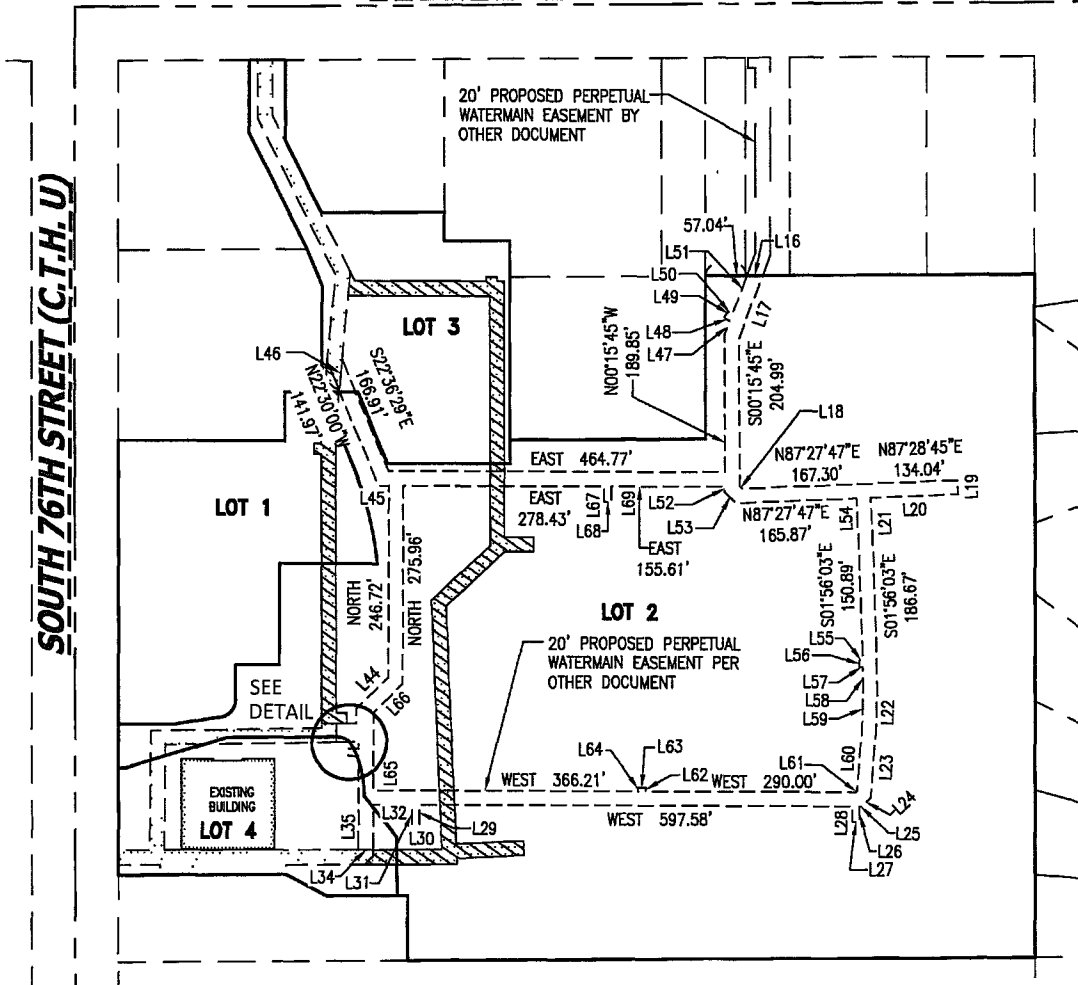 20' PROPOSED PERPETUAL
WATERMAIN EASEMENT BY
OTHER DOCUMENT
SOUTH 76TH STREET (C.T.H. U)
57.04'
L51
L16
L50
L49
L48
L47
L17
LOT 3
L46
S22°36'29"E
166.91'
N22°30'00"W
141.97'
N00°15'45"W
189.85'
S00°15'45"E
204.99'
L18
N87°27'47"E
167.30'
N87°28'45"E
134.04'
L19
EAST 464.77'
L45
LOT 1
EAST
278.43'
L67
L68
L69
L52
L53
N87°27'47"E
165.87'
L54
L21
L20
EAST
155.61'
NORTH
246.72'
NORTH 275.96'
S01°56'03"E
150.89'
S01°56'03"E
186.67'
LOT 2
20' PROPOSED PERPETUAL
WATERMAIN EASEMENT PER
OTHER DOCUMENT
L55
L56
L57
L58
L59
L22
L44
L66
SEE
DETAIL
L65
L64
L63
L62
L61
L60
L23
WEST 366.21'
WEST 290.00'
L24
WEST 597.58'
EXISTING
BUILDING
LOT 4
L35
L32
L30
L29
L28
L25
L26
L27
L34
L31